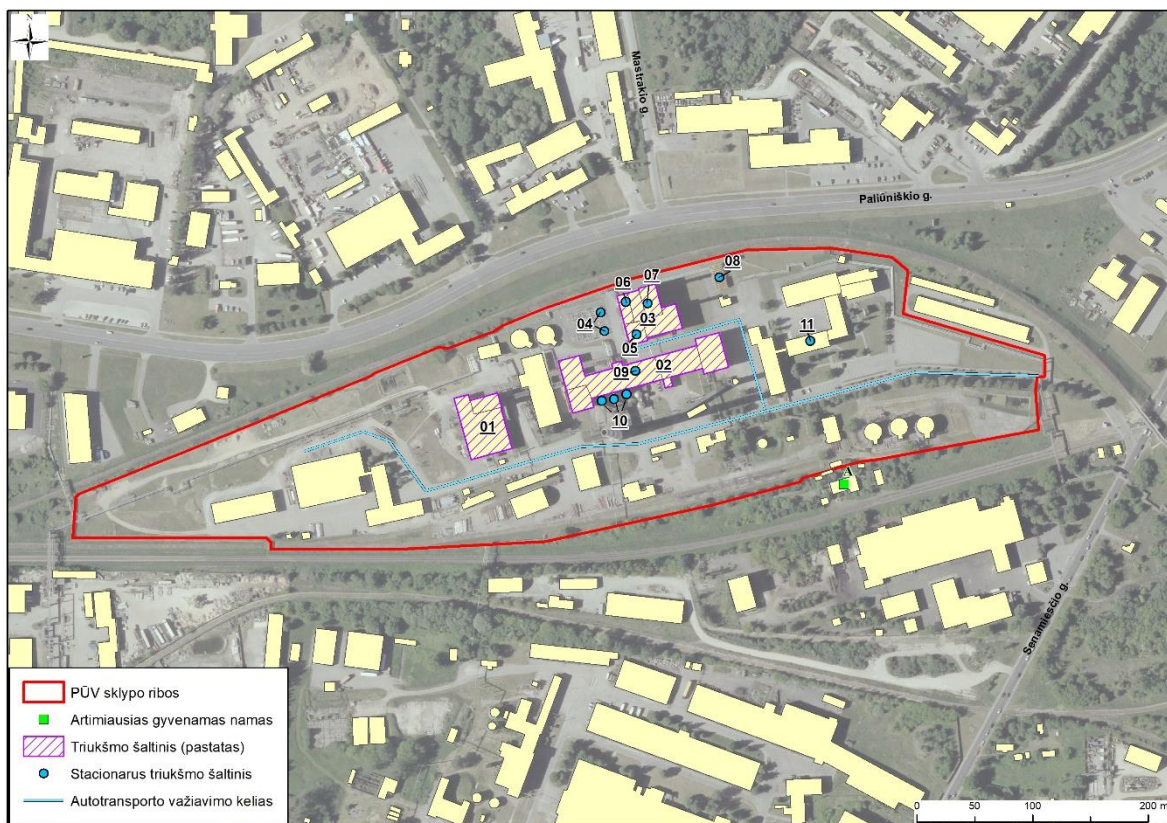 N
Mastrakio g.
Paliūniškio g.
08
06
07
04
03
05
11
09
02
10
01
A
Senamiesčio g.
PŪV sklypo ribos
Artimiausias gyvenamas namas
Triukšmo šaltinis (pastatas)
Stacionarus triukšmo šaltinis
Autotransporto važiavimo kelias
0 50 100 200 m